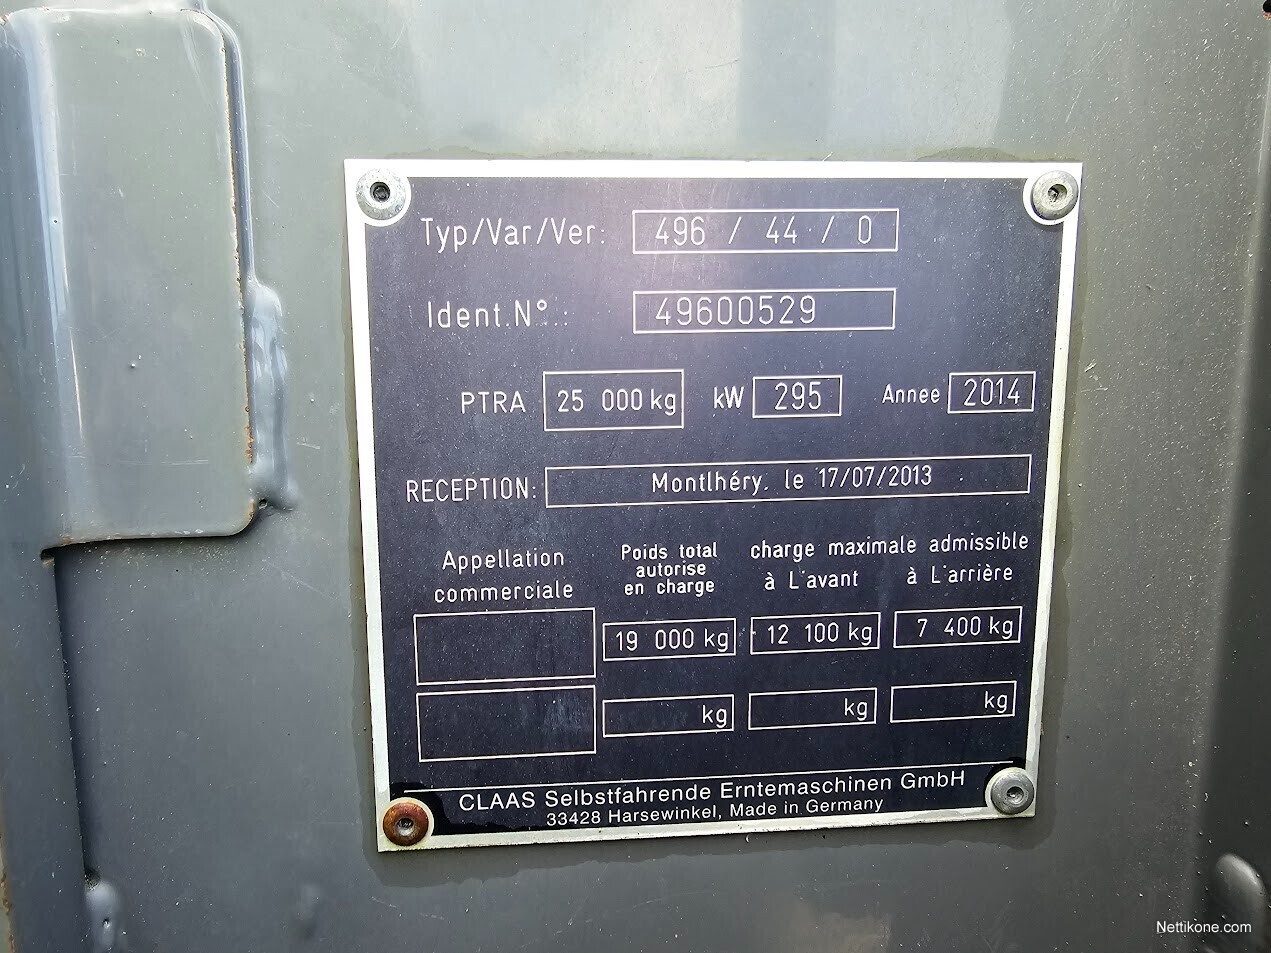 Typ/Var/Ver: 496 / 44 / 0
Ident.N°.: 49600529
PTRA 25 000 kg kW 295 Annee 2014
RECEPTION: Montlhéry. le 17/07/2013
Appellation commerciale
Poids total autorise en charge
charge maximale admissible
à L'avant à L'arrière
19 000 kg 12 100 kg 7 400 kg
kg kg kg
CLAAS Selbstfahrende Erntemaschinen GmbH
33428 Harsewinkel, Made in Germany
Nettikone.com